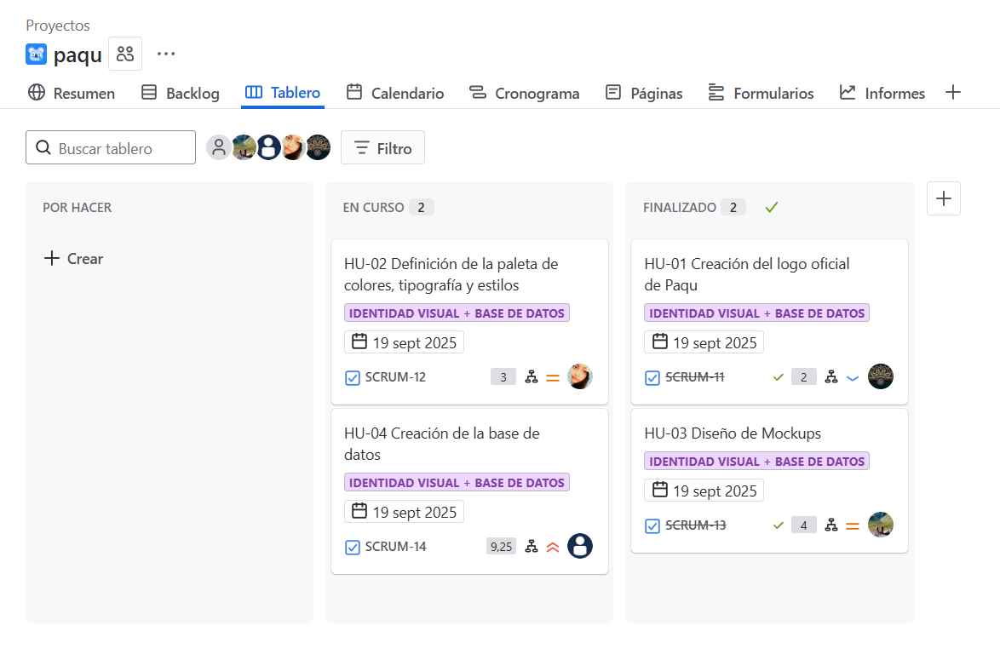 Proyectos
paqu
Resumen Backlog Tablero Calendario Cronograma Páginas Formularios Informes
Buscar tablero Filtro
POR HACER
Crear
EN CURSO 2
HU-02 Definición de la paleta de
colores, tipografía y estilos
IDENTIDAD VISUAL + BASE DE DATOS
19 sept 2025
SCRUM-12 3
HU-04 Creación de la base de
datos
IDENTIDAD VISUAL + BASE DE DATOS
19 sept 2025
SCRUM-14 9,25
FINALIZADO 2
HU-01 Creación del logo oficial
de Paqu
IDENTIDAD VISUAL + BASE DE DATOS
19 sept 2025
SCRUM-11 2
HU-03 Diseño de Mockups
IDENTIDAD VISUAL + BASE DE DATOS
19 sept 2025
SCRUM-13 4